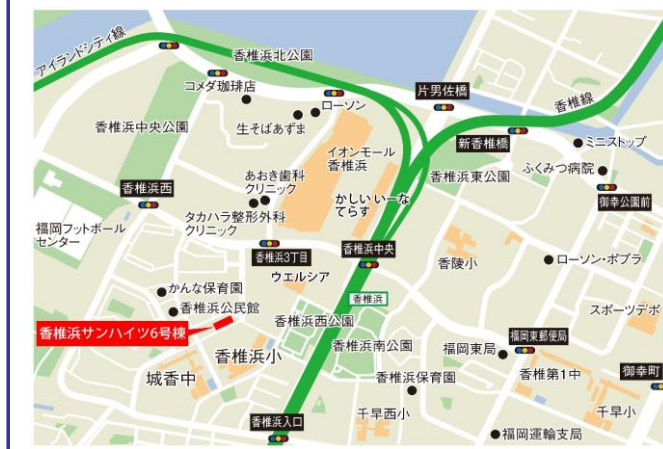 アイランドシティ線
香椎浜北公園
コメダ珈琲店
ローソン
片男佐橋
香椎線
香椎浜中央公園
生そばあずま
イオンモール
香椎浜
新香椎橋
ミニストップ
ふくみつ病院
香椎浜東公園
あおき歯科
クリニック
かしい いーな
てらす
御幸公園前
香椎浜西
タカハラ整形外科
クリニック
福岡フットボール
センター
香椎浜3丁目
香椎浜中央
香陵小
ローソン・ポプラ
ウエルシア
かんな保育園
香椎浜
香椎浜公民館
スポーツデポ
香椎浜サンハイツ6号棟
香椎浜西公園
香椎浜南公園
福岡東郵便局
福岡東局
香椎浜小
城香中
香椎浜保育園
香椎第1中
御幸町
千早西小
千早小
香椎浜入口
福岡運輸支局